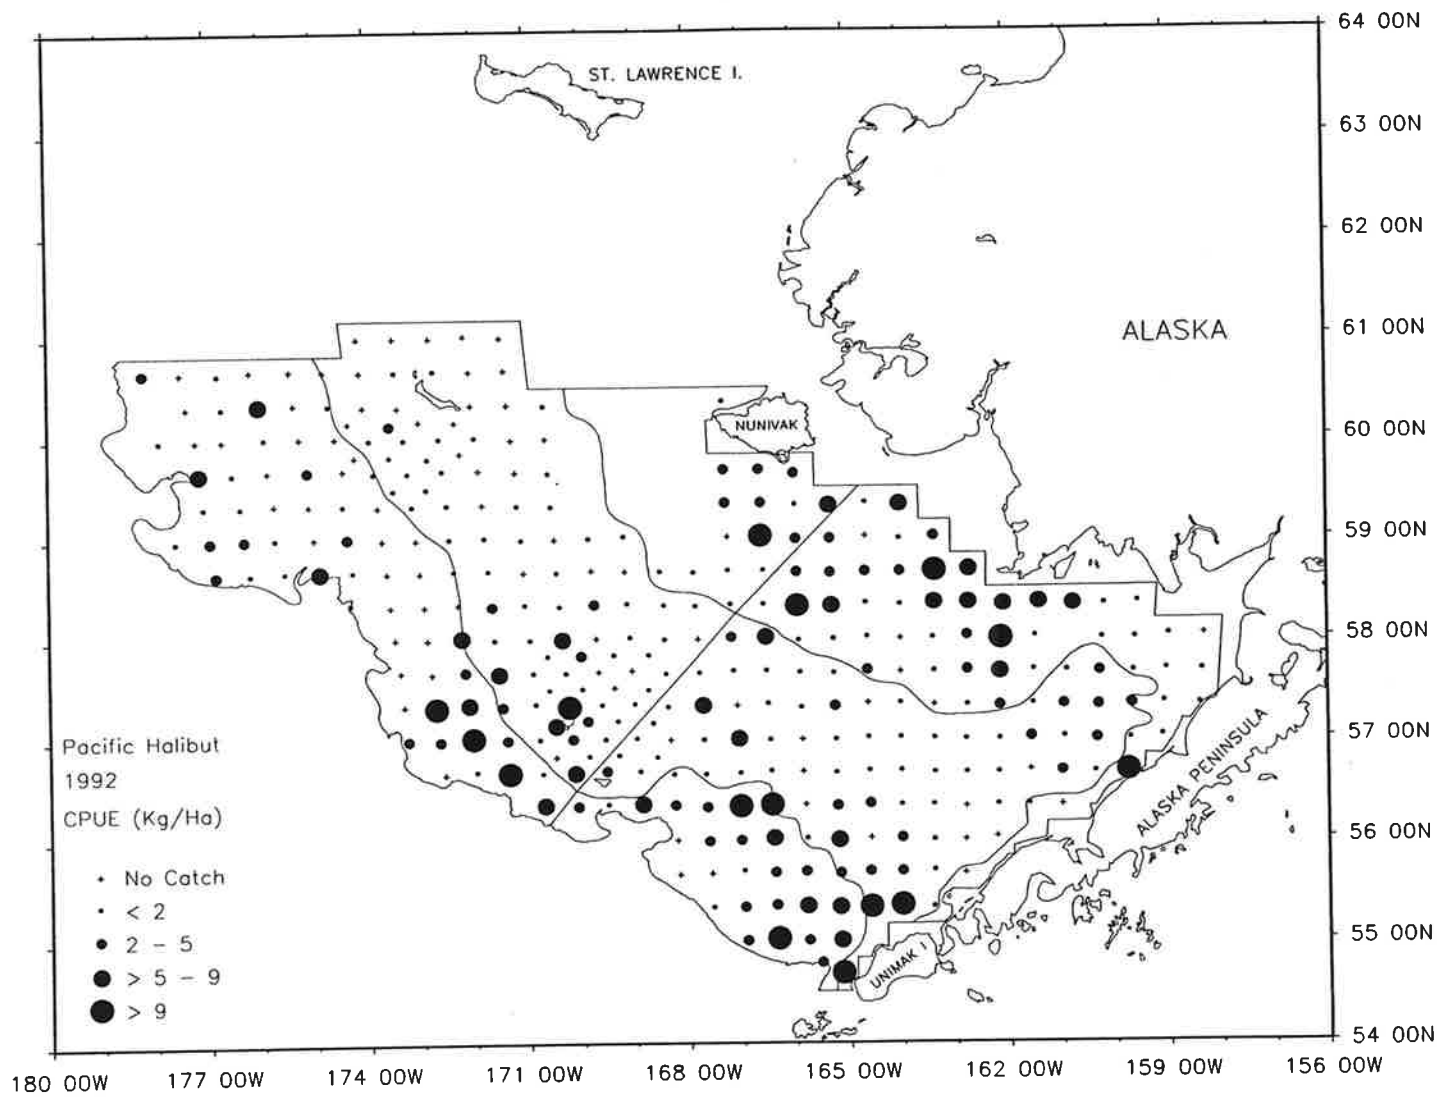 64 00N
ST. LAWRENCE I.
63 00N
62 00N
61 00N
ALASKA
60 00N
NUNIVAK
59 00N
58 00N
57 00N
ALASKA PENINSULA
Pacific Halibut
1992
CPUE (Kg/Ha)
56 00N
+ No Catch
< 2
2 – 5
> 5 – 9
> 9
55 00N
UNIMAK I
54 00N
180 00W 177 00W 174 00W 171 00W 168 00W 165 00W 162 00W 159 00W 156 00W